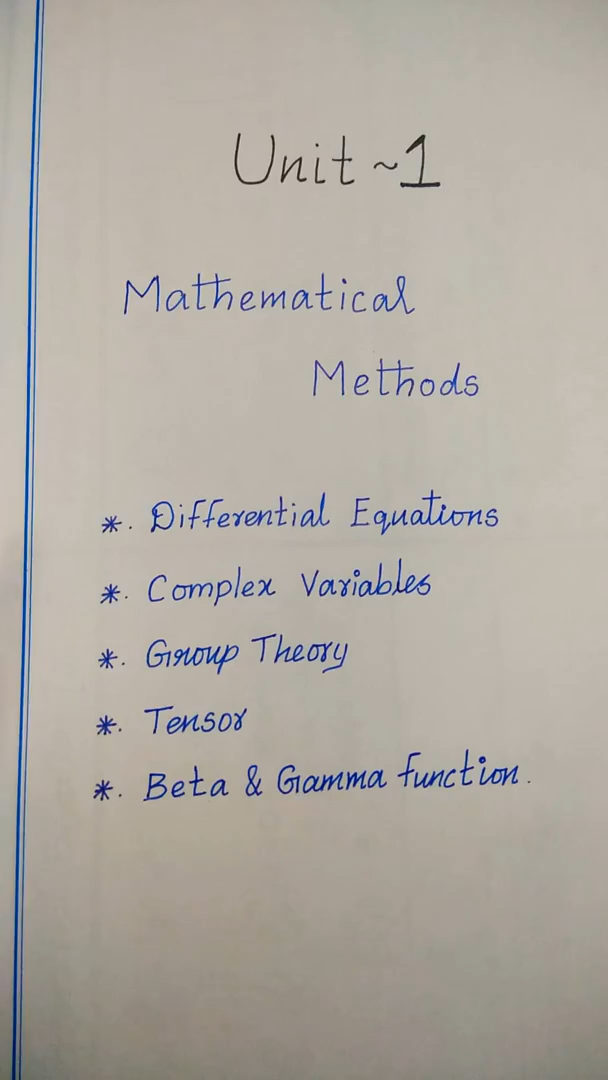 Unit ~1
Mathematical
Methods
*. Differential Equations
*. Complex Variables
*. Group Theory
*. Tensor
*. Beta & Gamma function.